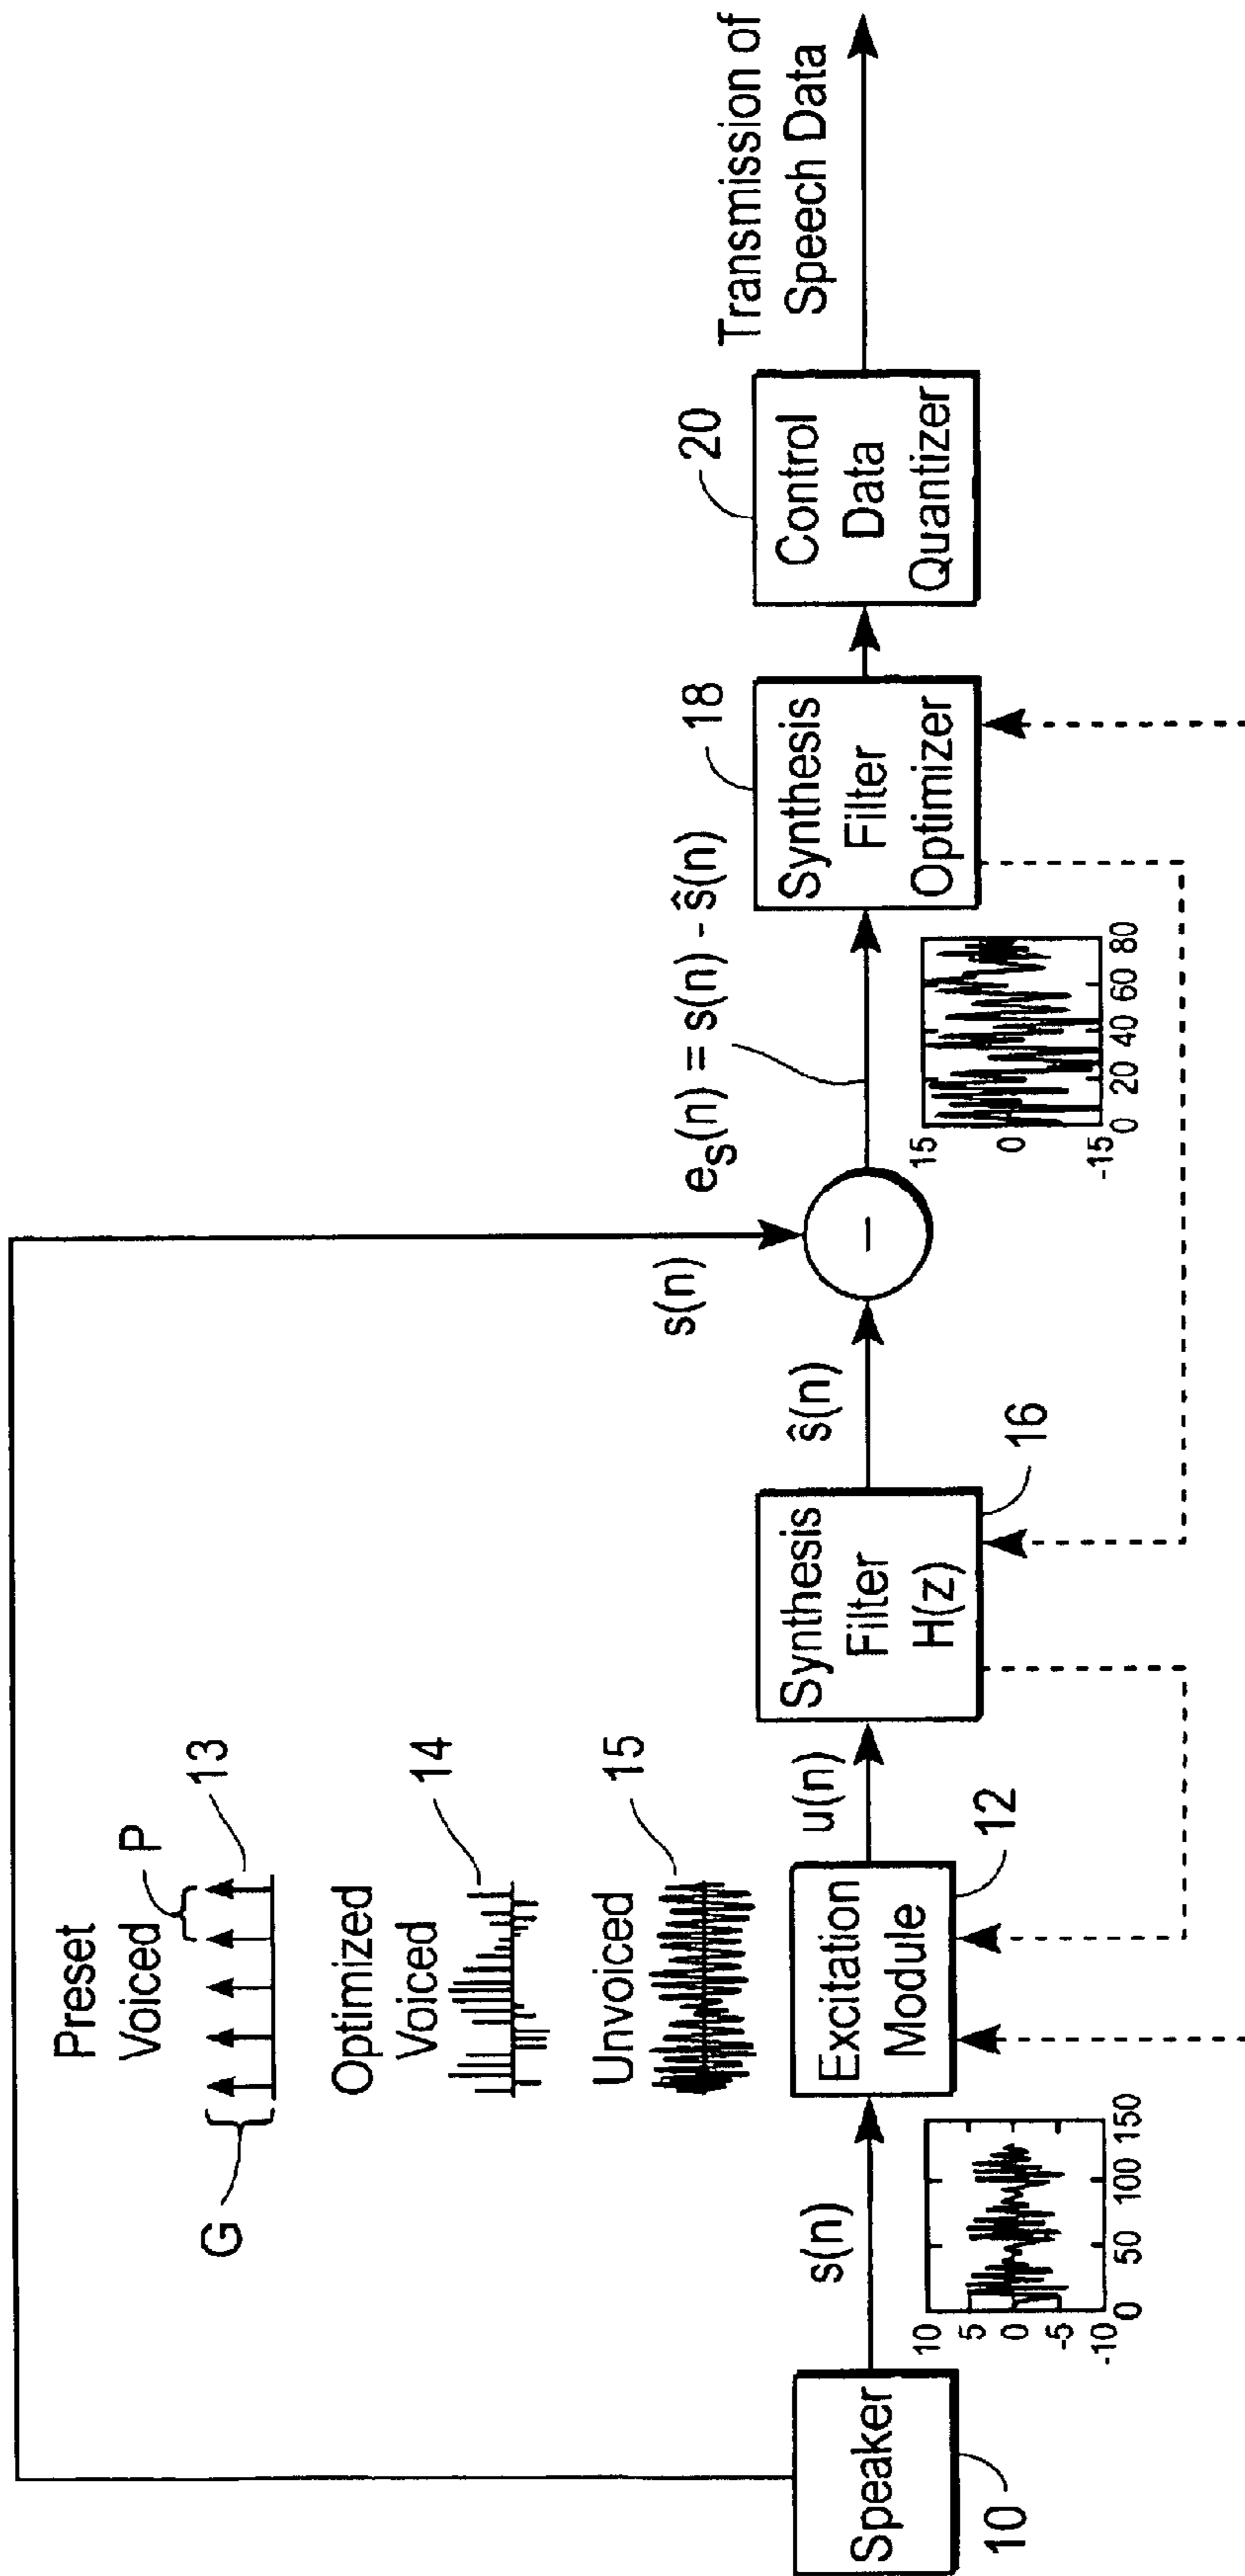 Transmission of
Speech Data
Preset
Voiced
P
13
G
Optimized
Voiced
14
Unvoiced
15
Speaker
10
s(n)
10
5
0
-5
-10
0 50 100 150
Excitation
Module
12
u(n)
Synthesis
Filter
H(z)
16
ŝ(n)
s(n)
−
e_s(n) = s(n) - ŝ(n)
15
0
-15
0 20 40 60 80
Synthesis
Filter
Optimizer
18
Control
Data
Quantizer
20